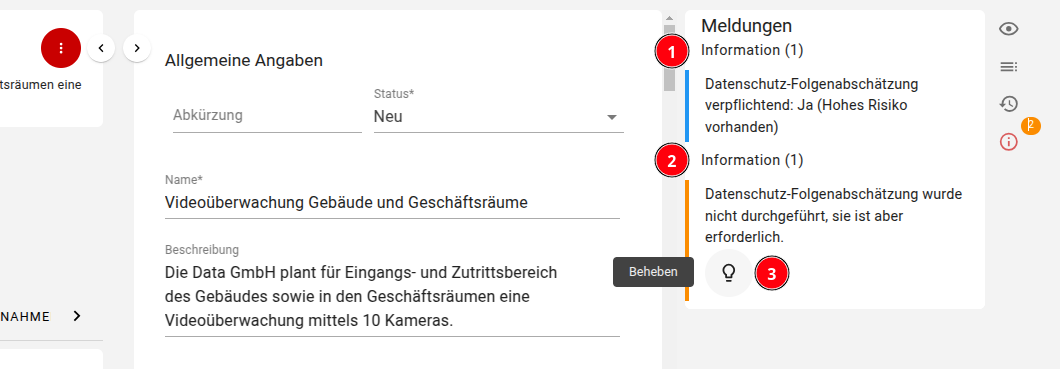 tsräumen eine
NAHME
Allgemeine Angaben
Abkürzung
Status*
Neu
Name*
Videoüberwachung Gebäude und Geschäftsräume
Beschreibung
Die Data GmbH plant für Eingangs- und Zutrittsbereich
des Gebäudes sowie in den Geschäftsräumen eine
Videoüberwachung mittels 10 Kameras.
Meldungen
1
Information (1)
Datenschutz-Folgenabschätzung
verpflichtend: Ja (Hohes Risiko
vorhanden)
2
Information (1)
Datenschutz-Folgenabschätzung wurde
nicht durchgeführt, sie ist aber
erforderlich.
Beheben
3
2